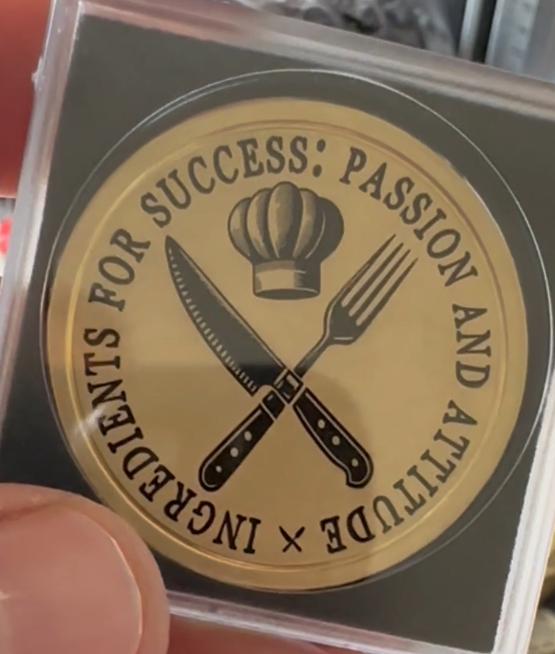 INGREDIENTS FOR SUCCESS: PASSION AND ATTITUDE ×